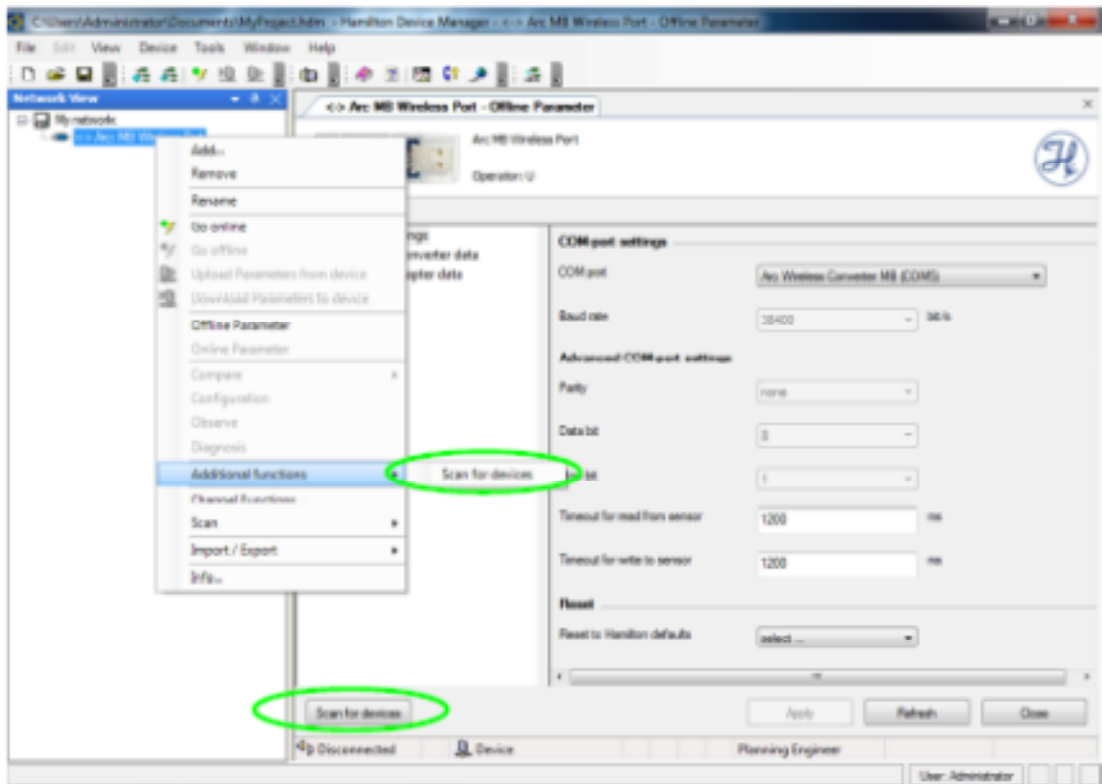 C:\Users\Administrator\Documents\MyProject.hdm - Hamilton Device Manager - <-> Arc MB Wireless Port - Offline Parameter
File Edit View Device Tools Window Help
Network View
<-> Arc MB Wireless Port - Offline Parameter
My network
<-> Arc MB Wireless Port
Arc MB Wireless Port
Operator: U
Add...
Remove
Rename
Go online
Go offline
Upload Parameters from device
Download Parameters to device
Offline Parameter
Online Parameter
Compare
Configuration
Observe
Diagnosis
Additional functions
Scan for devices
Channel Functions
Scan
Import / Export
Info...
COM port settings
COM port
Arc Wireless Converter MB (COM5)
Baud rate
38400
bit/s
Advanced COM-port settings
Parity
none
Data bit
8
bit
1
Timeout for read from sensor
1200
ms
Timeout for write to sensor
1200
ms
Reset
Reset to Hamilton defaults
select ...
Scan for devices
Apply
Refresh
Close
Disconnected
Device
Planning Engineer
User: Administrator